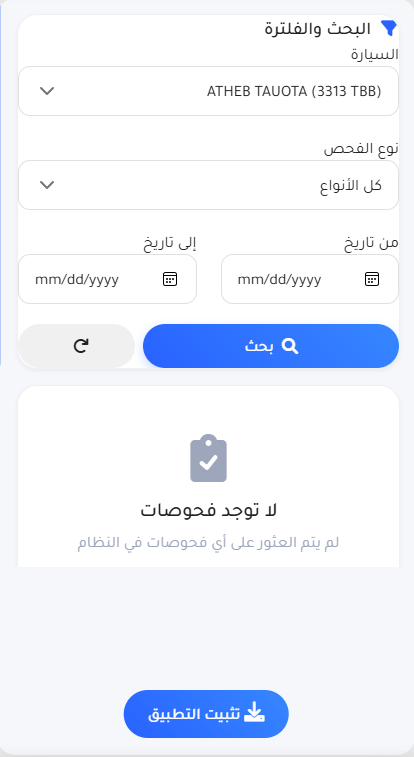 البحث والفلترة
السيارة
ATHEB TAUOTA (3313 TBB)
نوع الفحص
كل الأنواع
من تاريخ
إلى تاريخ
mm/dd/yyyy
mm/dd/yyyy
بحث
لا توجد فحوصات
لم يتم العثور على أي فحوصات في النظام
تثبيت التطبيق